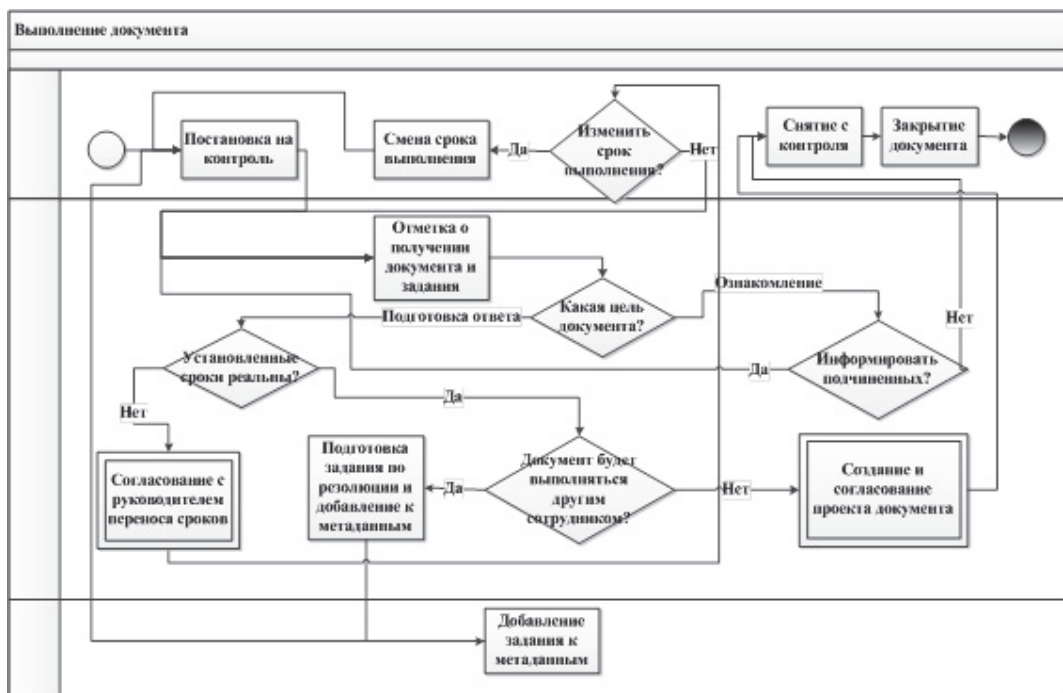 Выполнение документа
Постановка на
контроль
Смена срока
выполнения
Да
Изменить
срок
выполнения?
Нет
Снятие с
контроля
Закрытие
документа
Отметка о
получении
документа и
задания
Какая цель
документа?
Ознакомление
Подготовка ответа
Установленные
сроки реальны?
Да
Нет
Информировать
подчиненных?
Да
Нет
Согласование с
руководителем
переноса сроков
Подготовка
задания по
резолюции и
добавление к
метаданным
Да
Документ будет
выполняться
другим
сотрудником?
Нет
Создание и
согласование
проекта документа
Добавление
задания к
метаданным